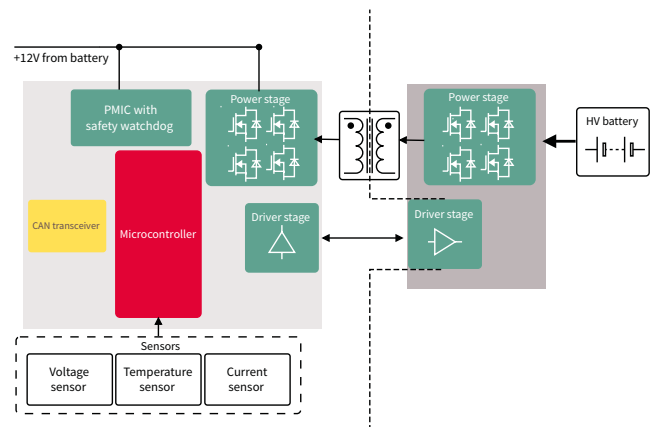 +12V from battery
PMIC with
safety watchdog
Power stage
Power stage
HV battery
CAN transceiver
Microcontroller
Driver stage
Driver stage
Sensors
Voltage
sensor
Temperature
sensor
Current
sensor